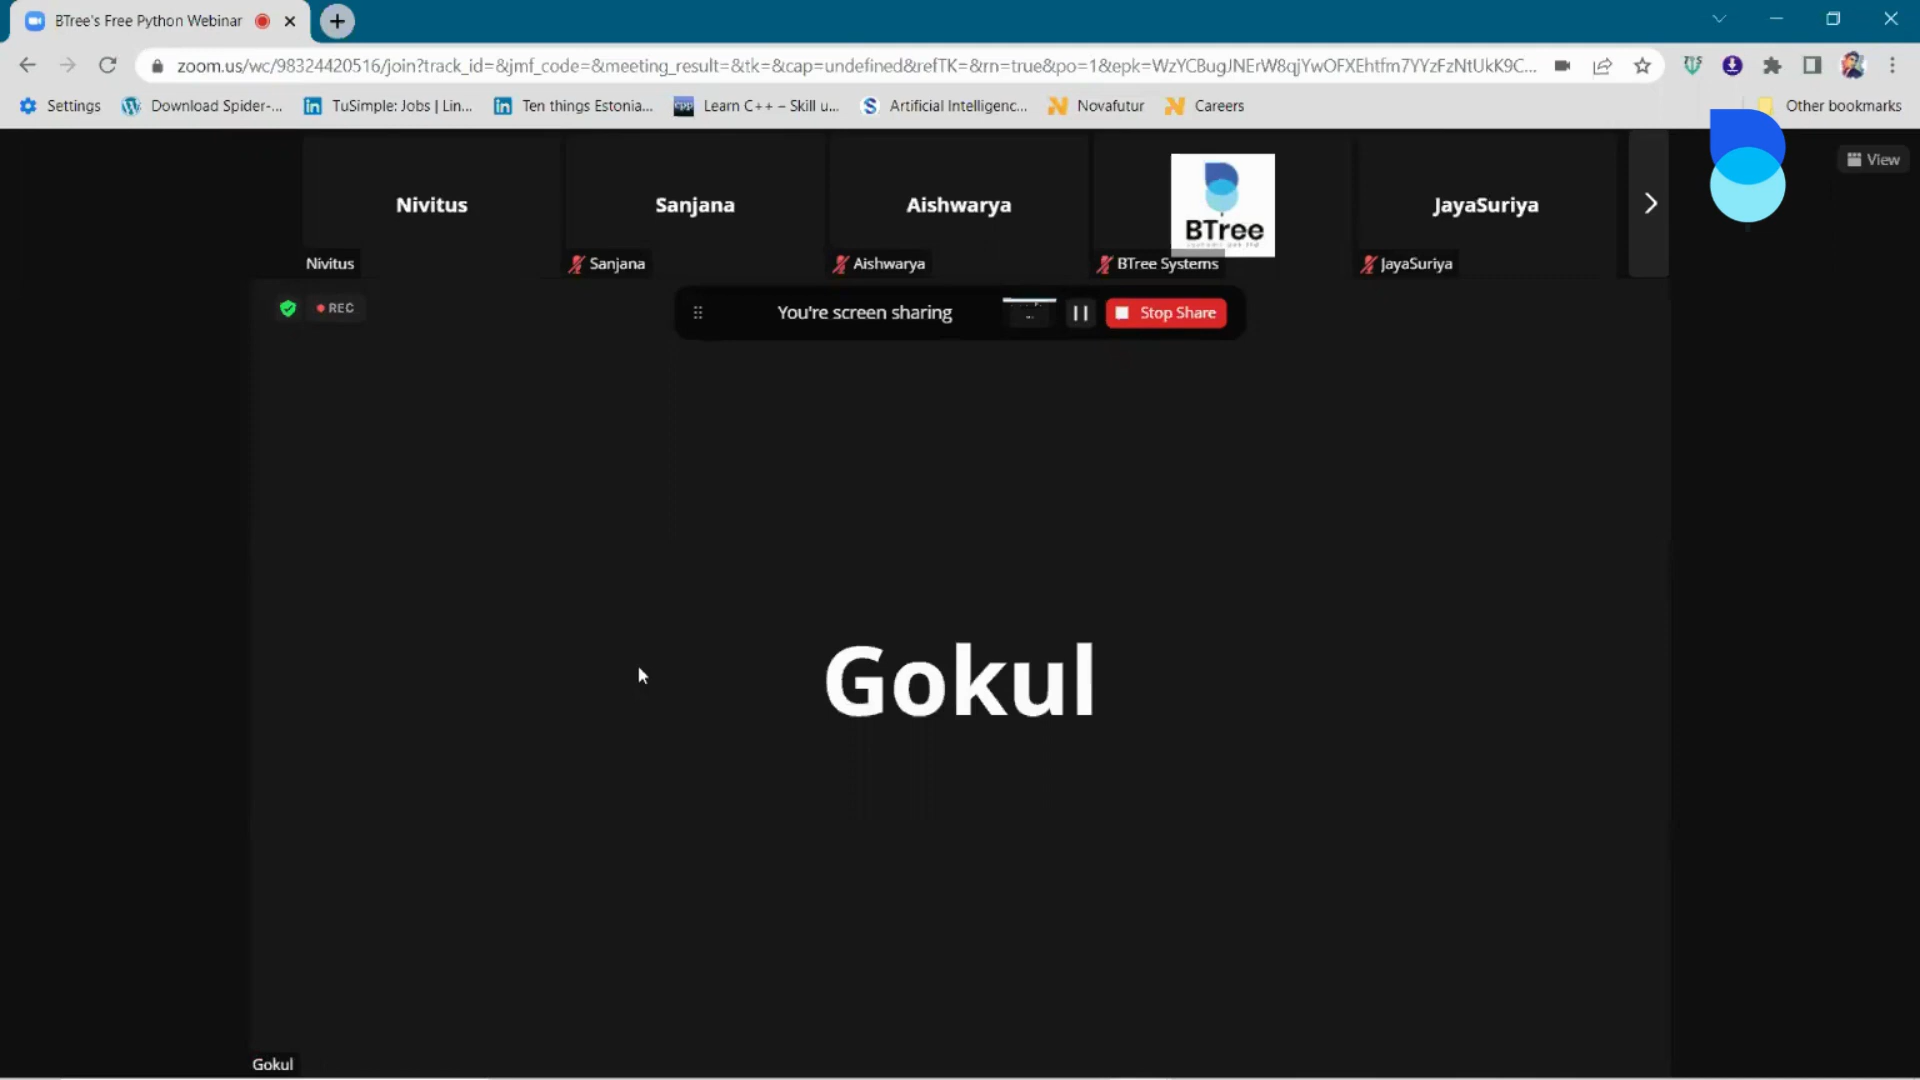 BTree's Free Python Webinar
zoom.us/wc/98324420516/join?track_id=&jmf_code=&meeting_result=&tk=&cap=undefined&refTK=&rn=true&po=1&epk=WzYCBugJNErW8qjYwOFXEhtfm7YYzFzNtUkK9C...
Settings Download Spider-... TuSimple: Jobs | Lin... Ten things Estonia... Learn C++ – Skill u... Artificial Intelligenc... Novafutur Careers Other bookmarks
View
Nivitus Sanjana Aishwarya BTree JayaSuriya
Nivitus Sanjana Aishwarya BTree Systems JayaSuriya
REC
You're screen sharing Stop Share
Gokul
Gokul